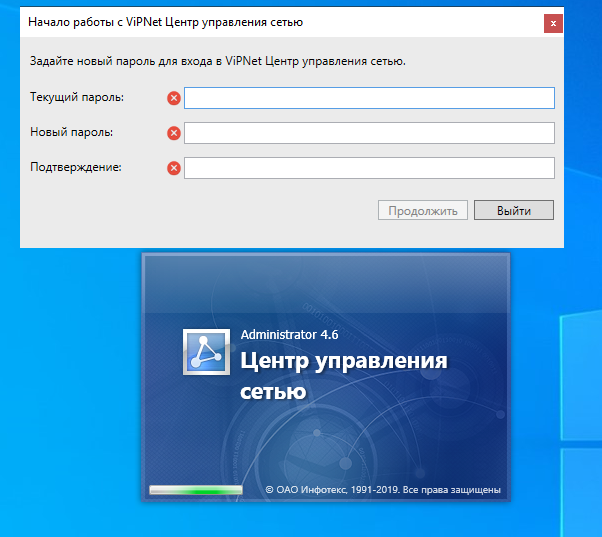 Начало работы с ViPNet Центр управления сетью
x
Задайте новый пароль для входа в ViPNet Центр управления сетью.
Текущий пароль:
Новый пароль:
Подтверждение:
Продолжить
Выйти
Administrator 4.6
Центр управления
сетью
© ОАО Инфотекс, 1991-2019. Все права защищены